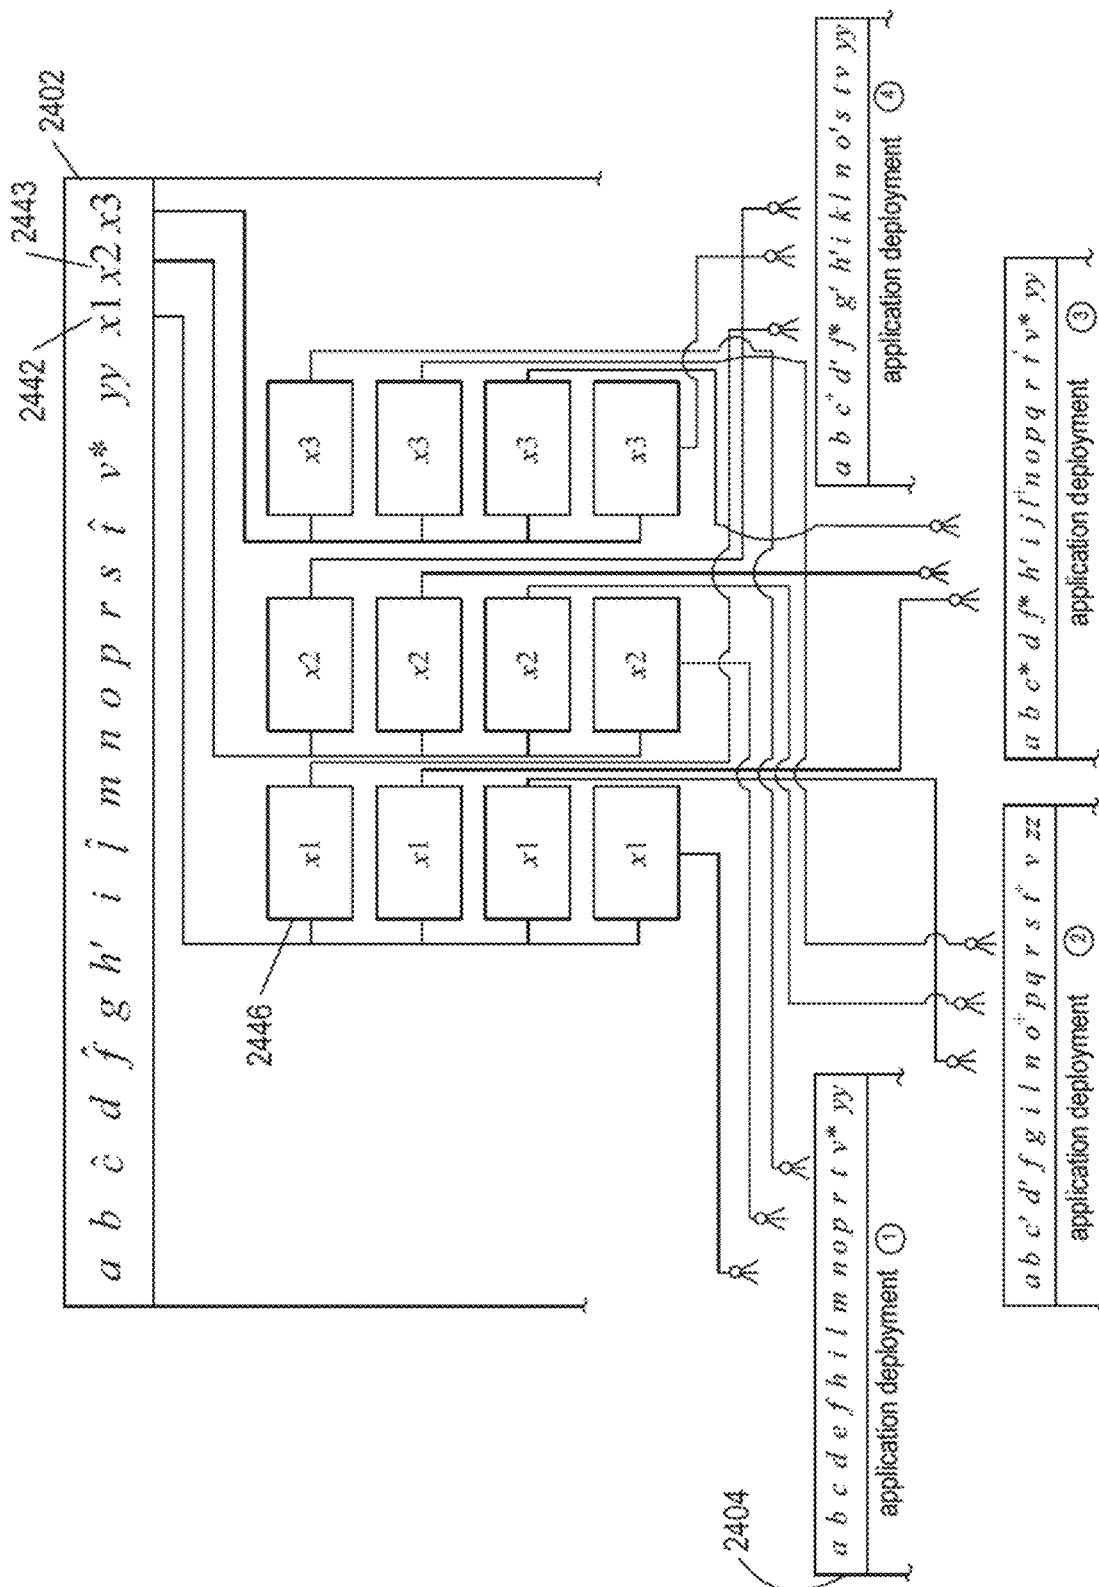 2402
2443
2442
a b ĉ d f̂ g h' i l̂ m n o p r s t̂ v* yy x1 x2 x3
2446
x1 x2 x3
x1 x2 x3
x1 x2 x3
x1 x2 x3
2404
a b c d e f h i l m n o p r t v* yy
application deployment 1
a b c' d' f g i l n o+ p q r s t+ v zz
application deployment 2
a b c* d f* h' i j l+ n o p q r t' v* yy
application deployment 3
a b c+ d' f* g' h' i k l n o' s t v yy
application deployment 4